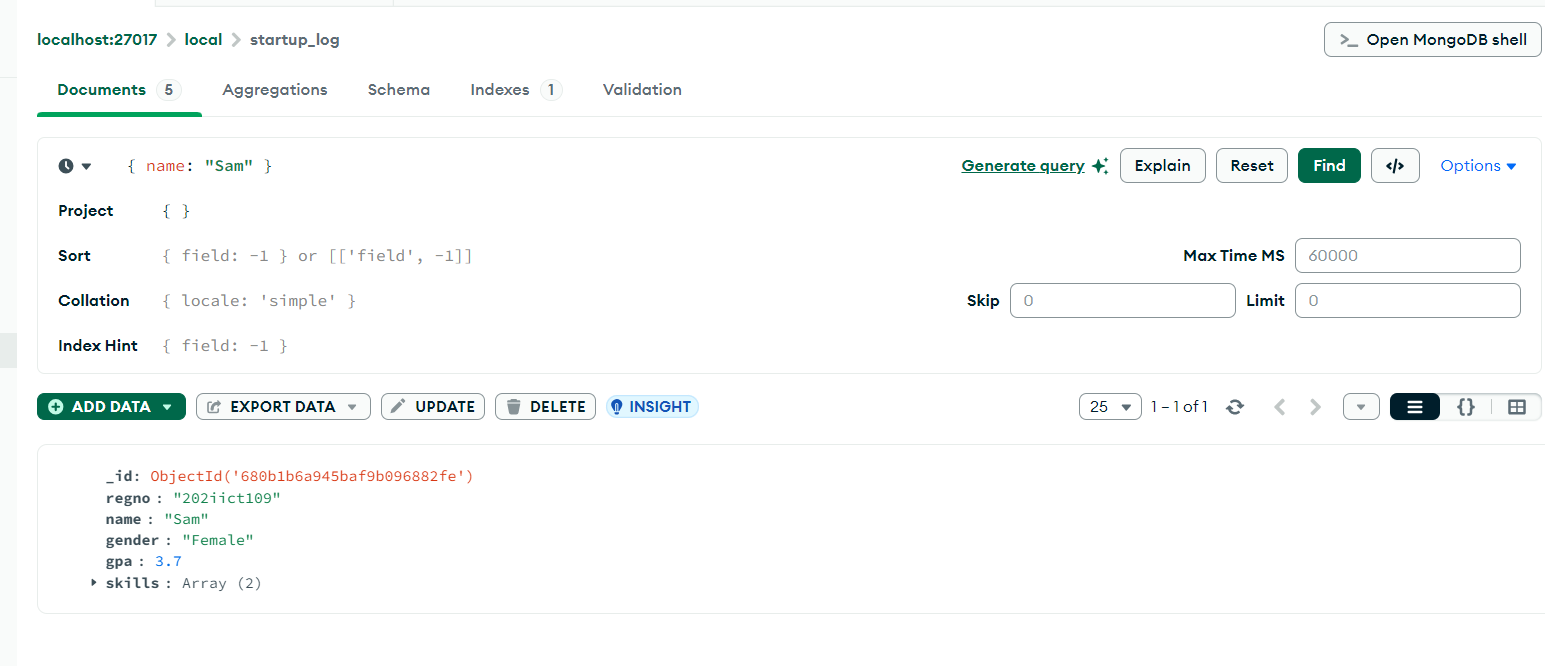 localhost:27017 > local > startup_log
>_ Open MongoDB shell
Documents 5 Aggregations Schema Indexes 1 Validation
{ name: "Sam" }
Generate query Explain Reset Find </> Options
Project { }
Sort { field: -1 } or [['field', -1]]
Max Time MS 60000
Collation { locale: 'simple' }
Skip 0 Limit 0
Index Hint { field: -1 }
ADD DATA EXPORT DATA UPDATE DELETE INSIGHT
25 1 – 1 of 1 {}
_id: ObjectId('680b1b6a945baf9b096882fe')
regno : "202iict109"
name : "Sam"
gender : "Female"
gpa : 3.7
skills : Array (2)